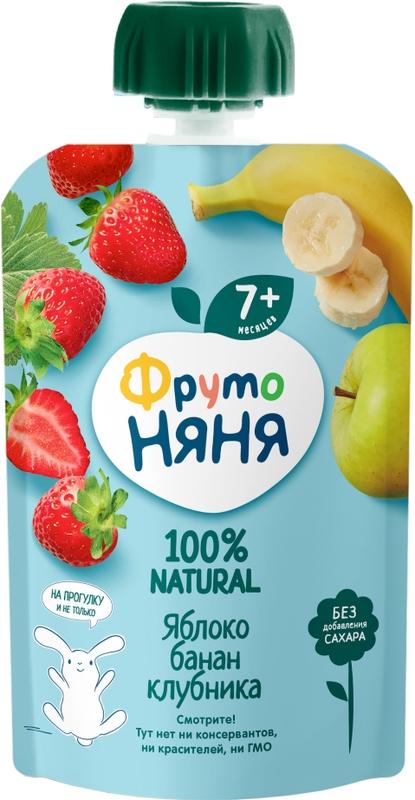 7+
месяцев
Фруто
НЯНЯ
100%
NATURAL
НА ПРОГУЛКУ
И НЕ ТОЛЬКО
Яблоко
банан
клубника
БЕЗ
добавления
САХАРА
Смотрите!
Тут нет ни консервантов,
ни красителей, ни ГМО